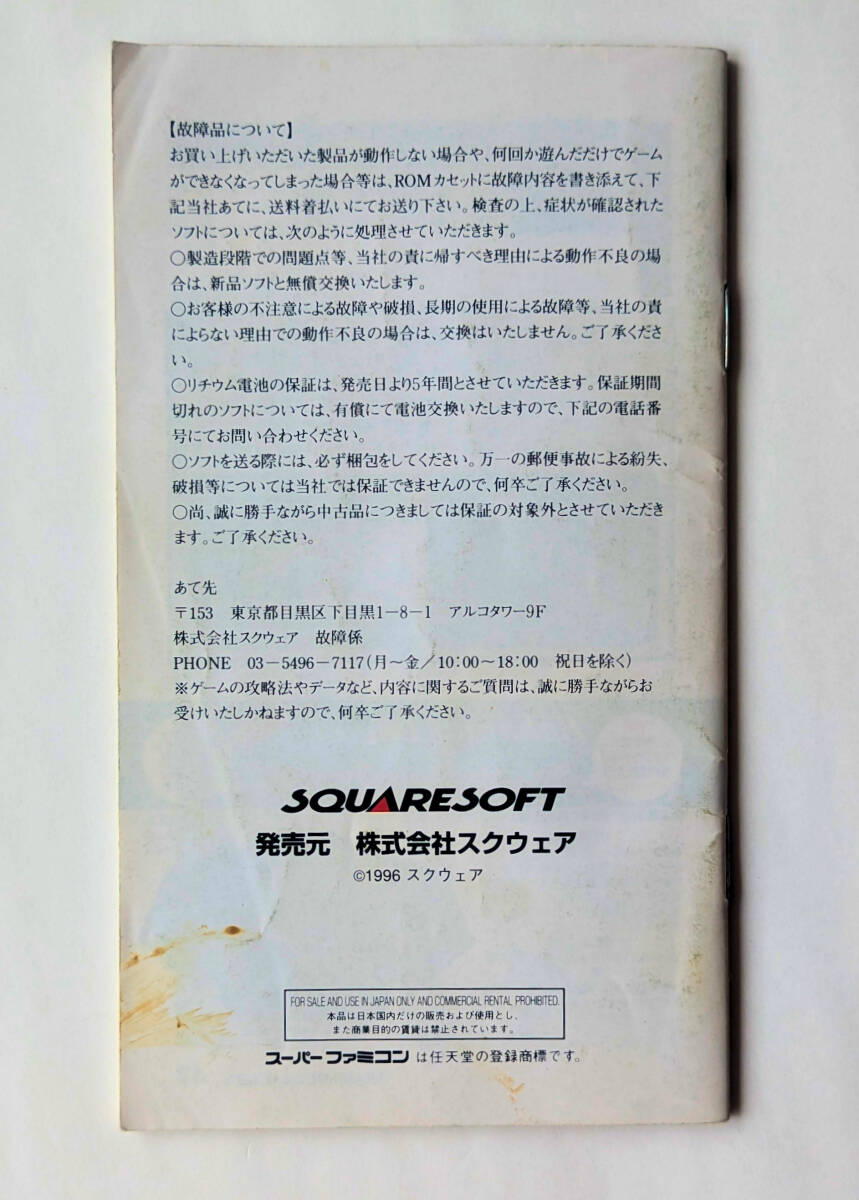 【故障品について】
お買い上げいただいた製品が動作しない場合や、何回か遊んだだけでゲーム
ができなくなってしまった場合等は、ROMカセットに故障内容を書き添えて、下
記当社あてに、送料着払いにてお送り下さい。検査の上、症状が確認された
ソフトについては、次のように処理させていただきます。
○製造段階での問題点等、当社の責に帰すべき理由による動作不良の場
合は、新品ソフトと無償交換いたします。
○お客様の不注意による故障や破損、長期の使用による故障等、当社の責
によらない理由での動作不良の場合は、交換はいたしません。ご了承くださ
い。
○リチウム電池の保証は、発売日より5年間とさせていただきます。保証期間
切れのソフトについては、有償にて電池交換いたしますので、下記の電話番
号にてお問い合わせください。
○ソフトを送る際には、必ず梱包をしてください。万一の郵便事故による紛失、
破損等については当社では保証できませんので、何卒ご了承ください。
○尚、誠に勝手ながら中古品につきましては保証の対象外とさせていただき
ます。ご了承ください。
あて先
〒153 東京都目黒区下目黒1-8-1 アルコタワー9F
株式会社スクウェア 故障係
PHONE 03-5496-7117(月〜金/10:00〜18:00 祝日を除く)
※ゲームの攻略法やデータなど、内容に関するご質問は、誠に勝手ながらお
受けいたしかねますので、何卒ご了承ください。
SQUARESOFT
発売元 株式会社スクウェア
©1996 スクウェア
FOR SALE AND USE IN JAPAN ONLY AND COMMERCIAL RENTAL PROHIBITED.
本品は日本国内だけの販売および使用とし、
また商業目的の賃貸は禁止されています。
スーパーファミコン は任天堂の登録商標です。